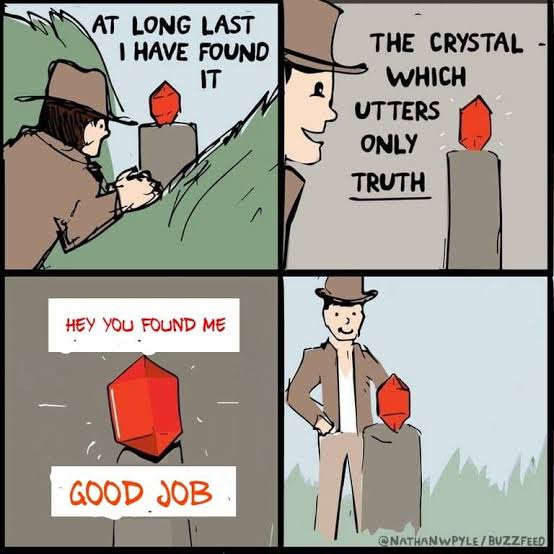 AT LONG LAST
I HAVE FOUND
IT
THE CRYSTAL
WHICH
UTTERS
ONLY
TRUTH
HEY YOU FOUND ME
GOOD JOB
@NATHANWPYLE/BUZZFEED